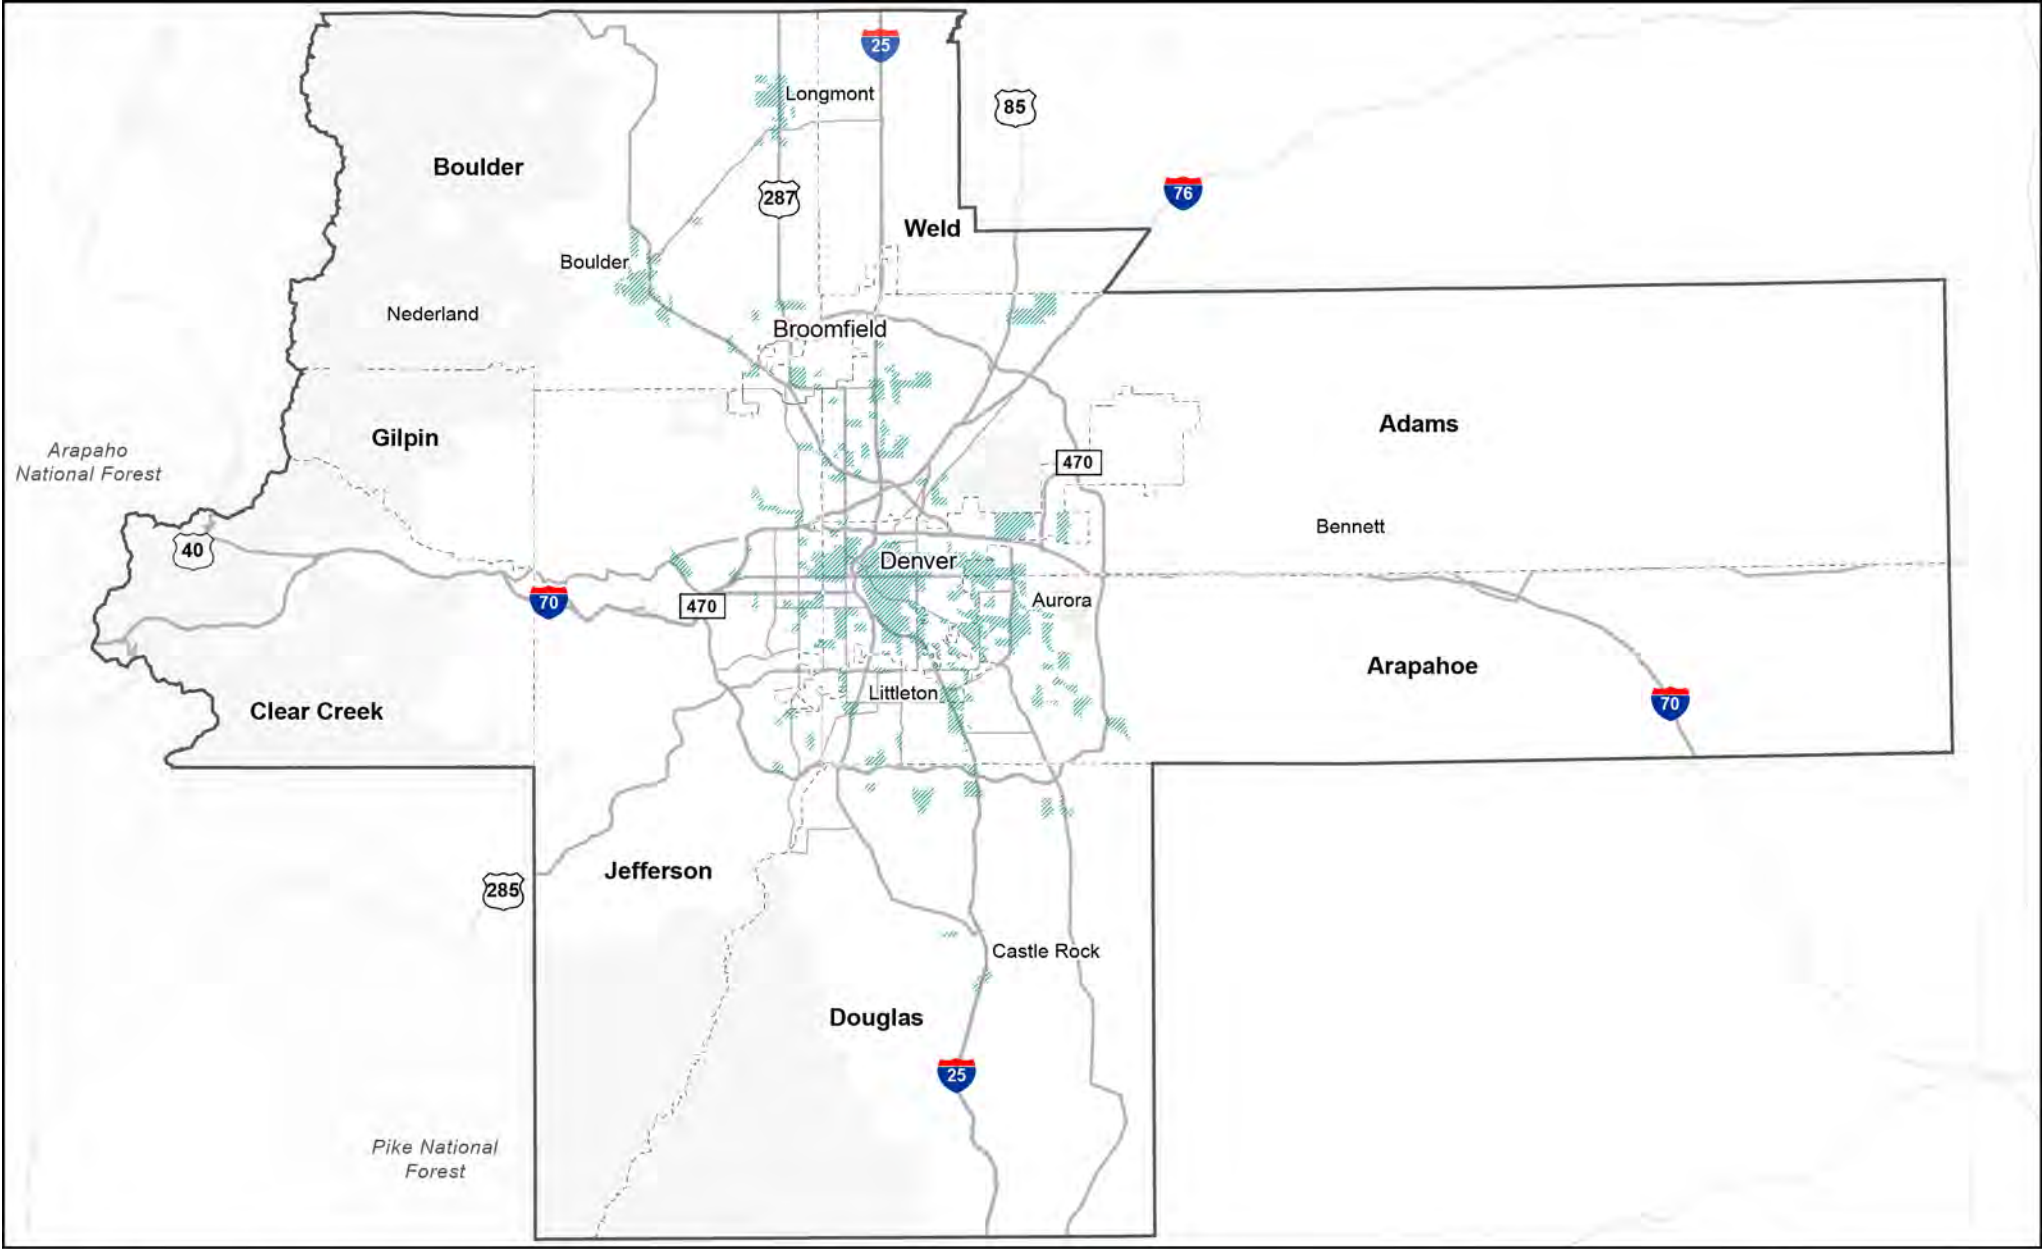 25
Longmont
85
Boulder
76
287
Weld
Boulder
Nederland
Broomfield
Adams
Gilpin
Arapaho
National Forest
470
Bennett
40
Denver
70
470
Aurora
Arapahoe
Littleton
70
Clear Creek
Jefferson
285
Castle Rock
Douglas
25
Pike National
Forest